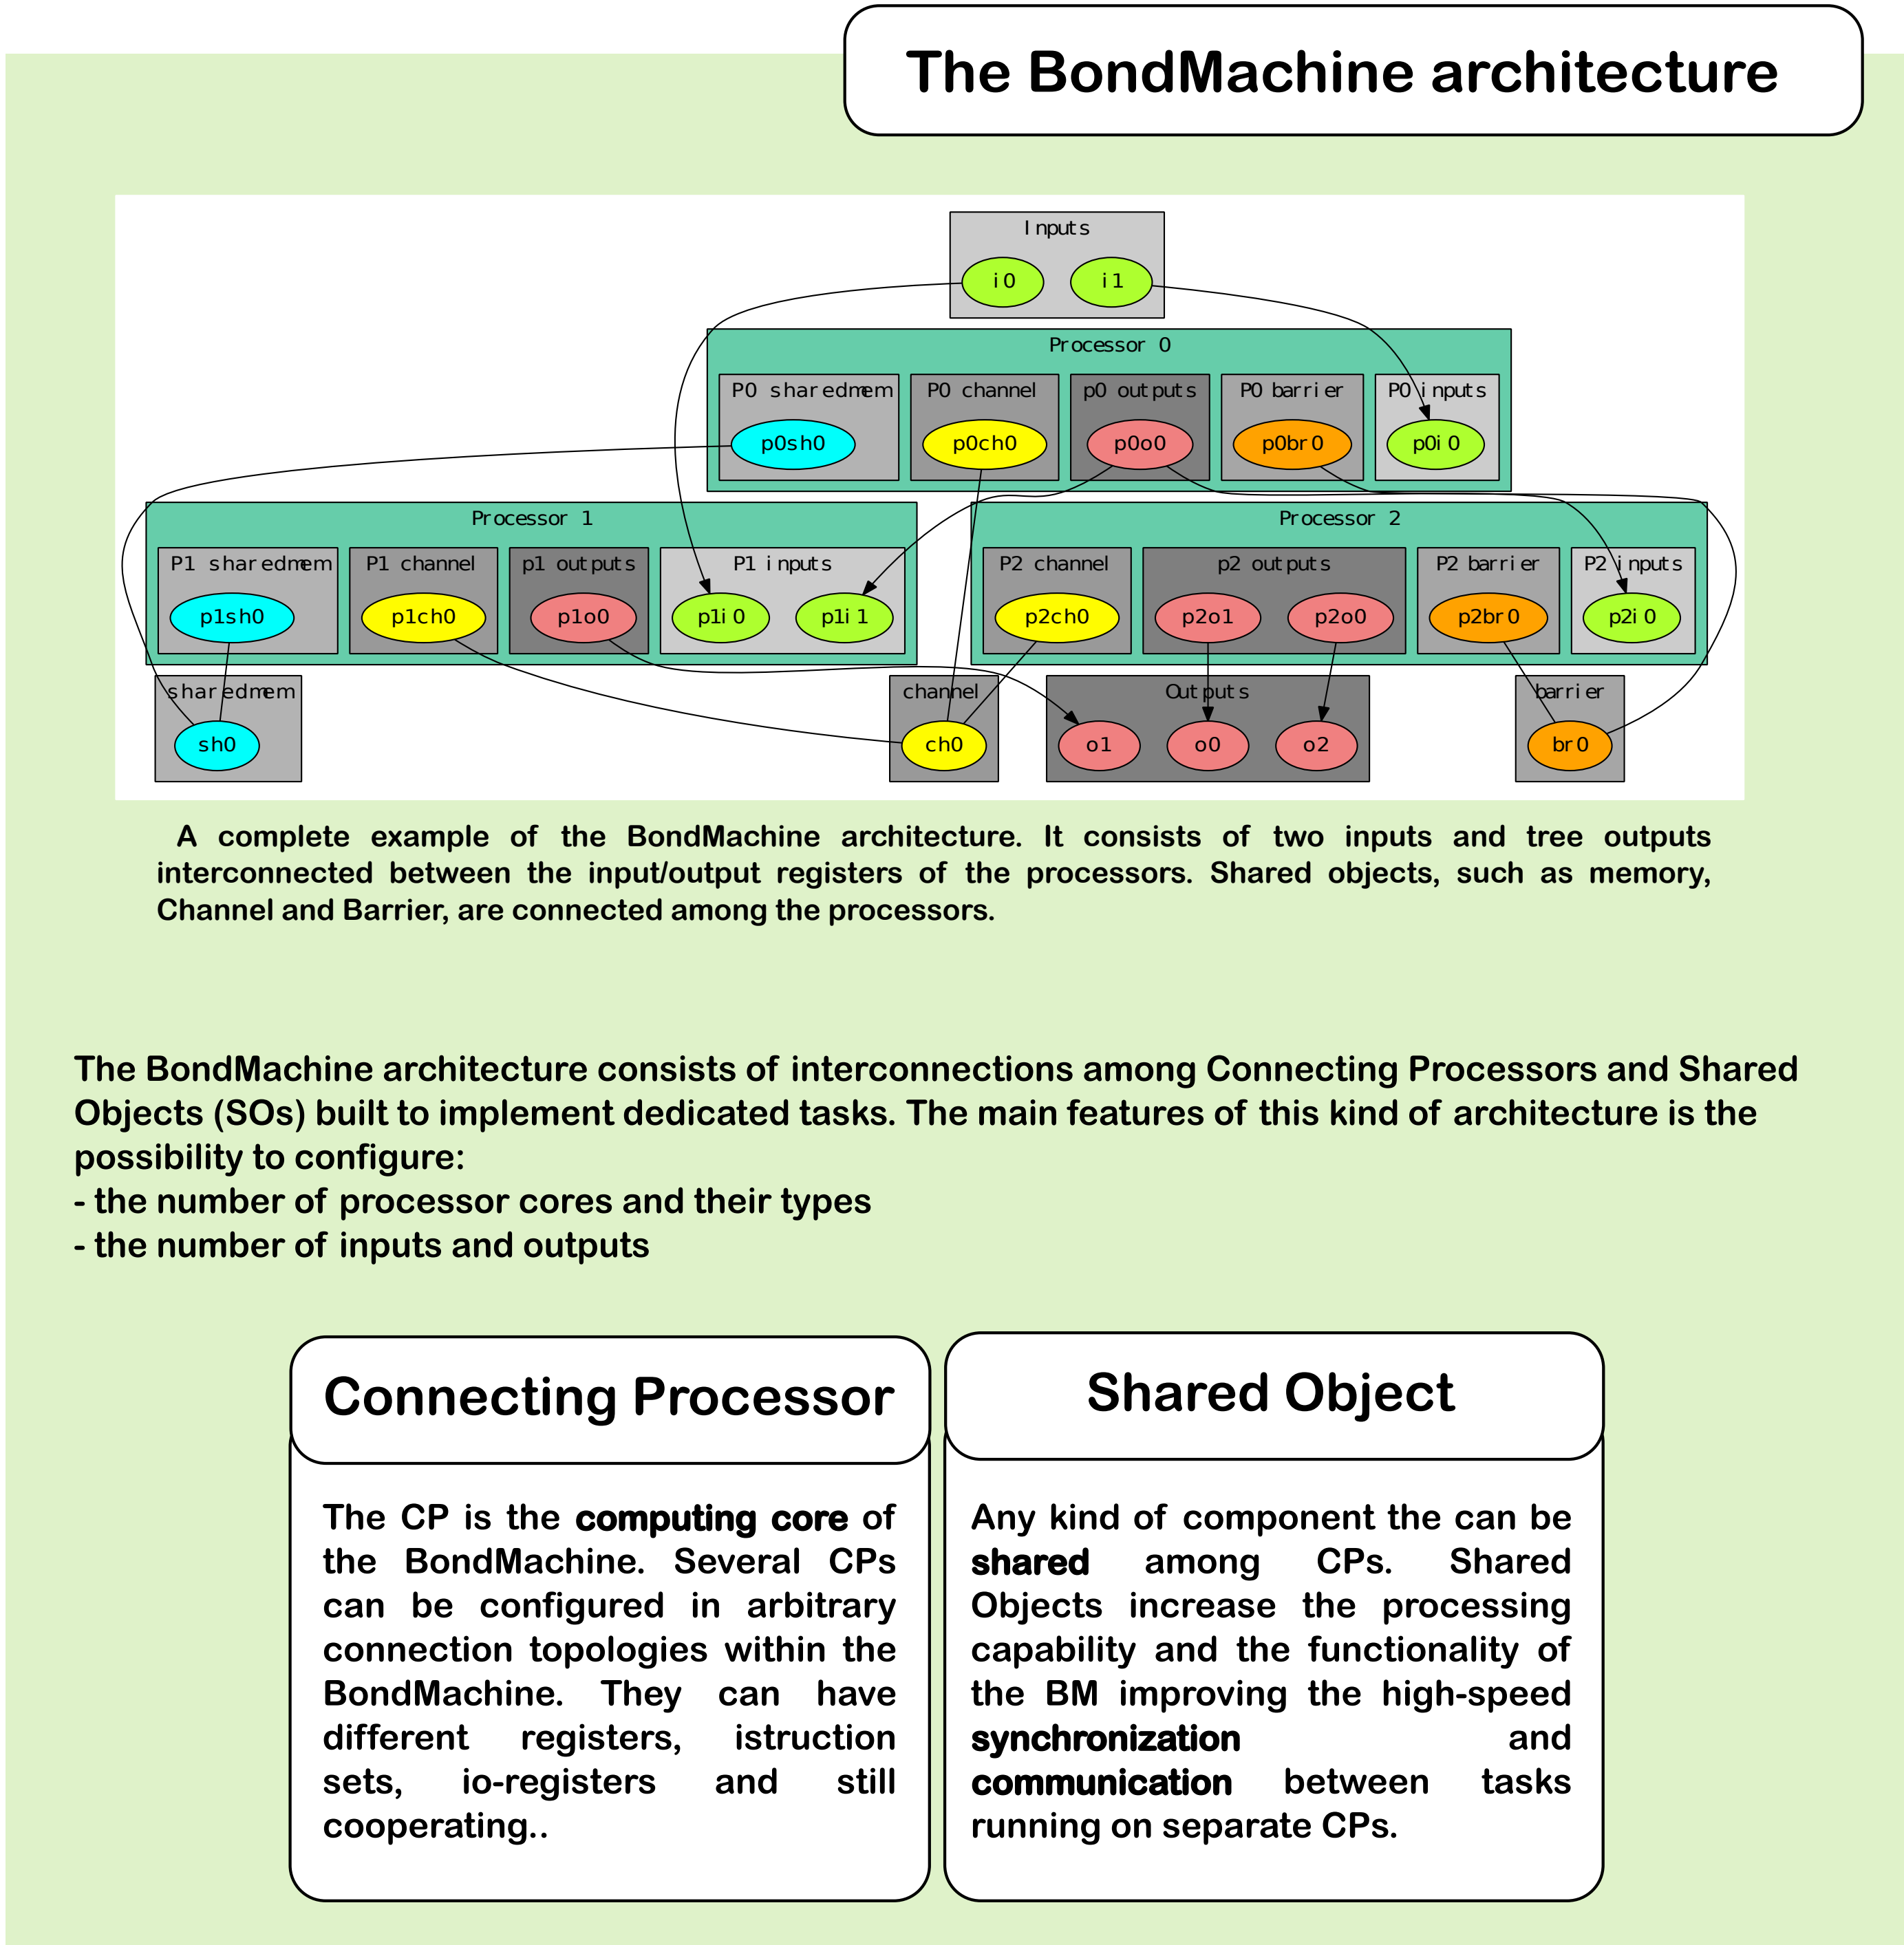 The BondMachine architecture
Inputs
i0 i1
Processor 0
P0 sharedmem P0 channel p0 outputs P0 barrier P0 inputs
p0sh0 p0ch0 p0o0 p0br0 p0i0
Processor 1 Processor 2
P1 sharedmem P1 channel p1 outputs P1 inputs P2 channel p2 outputs P2 barrier P2 inputs
p1sh0 p1ch0 p1o0 p1i0 p1i1 p2ch0 p2o1 p2o0 p2br0 p2i0
sharedmem channel Outputs barrier
sh0 ch0 o1 o0 o2 br0
A complete example of the BondMachine architecture. It consists of two inputs and tree outputs
interconnected between the input/output registers of the processors. Shared objects, such as memory,
Channel and Barrier, are connected among the processors.
The BondMachine architecture consists of interconnections among Connecting Processors and Shared
Objects (SOs) built to implement dedicated tasks. The main features of this kind of architecture is the
possibility to configure:
- the number of processor cores and their types
- the number of inputs and outputs
Connecting Processor
The CP is the computing core of
the BondMachine. Several CPs
can be configured in arbitrary
connection topologies within the
BondMachine. They can have
different registers, istruction
sets, io-registers and still
cooperating..
Shared Object
Any kind of component the can be
shared among CPs. Shared
Objects increase the processing
capability and the functionality of
the BM improving the high-speed
synchronization and
communication between tasks
running on separate CPs.